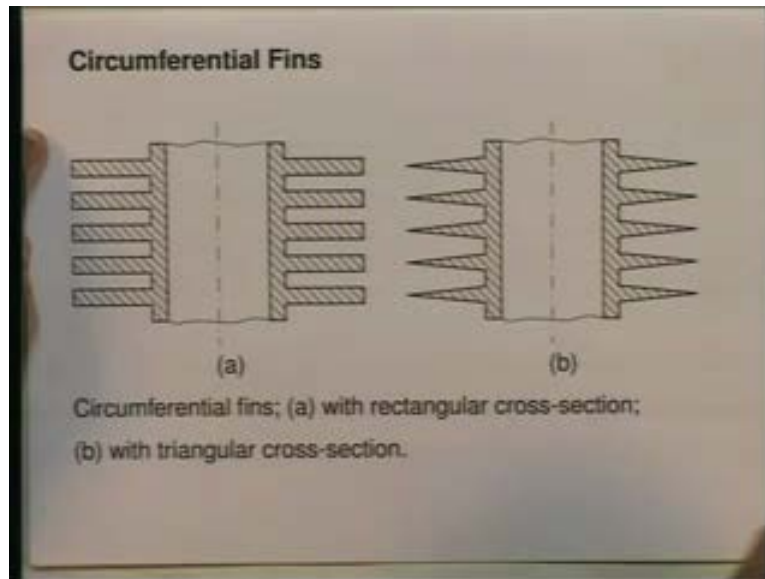 Circumferential Fins
(a)
(b)
Circumferential fins; (a) with rectangular cross-section;
(b) with triangular cross-section.